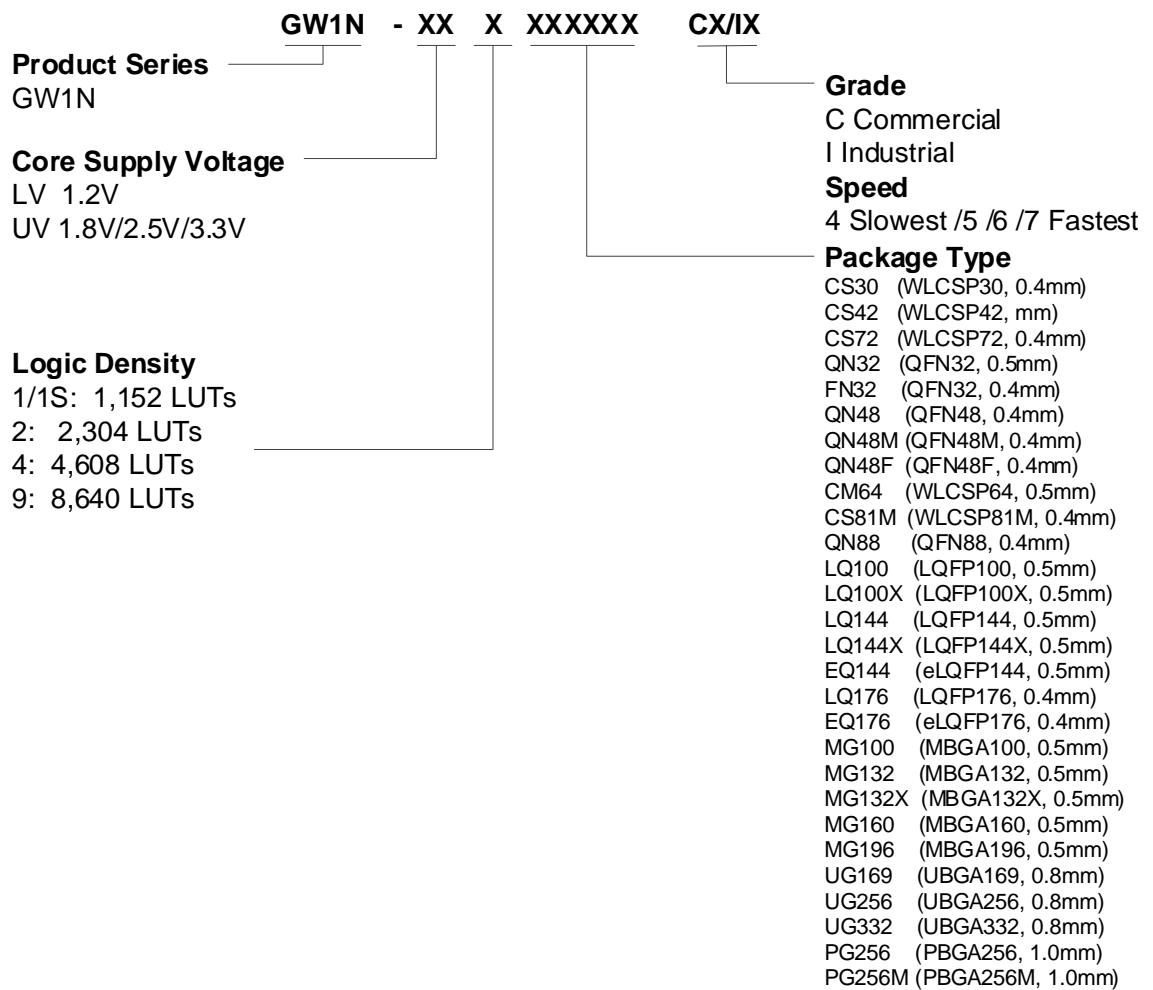 GW1N - XX X XXXXXX CX/IX
Product Series
GW1N
Core Supply Voltage
LV 1.2V
UV 1.8V/2.5V/3.3V
Logic Density
1/1S: 1,152 LUTs
2: 2,304 LUTs
4: 4,608 LUTs
9: 8,640 LUTs
Grade
C Commercial
I Industrial
Speed
4 Slowest /5 /6 /7 Fastest
Package Type
CS30 (WLCSP30, 0.4mm)
CS42 (WLCSP42, mm)
CS72 (WLCSP72, 0.4mm)
QN32 (QFN32, 0.5mm)
FN32 (QFN32, 0.4mm)
QN48 (QFN48, 0.4mm)
QN48M (QFN48M, 0.4mm)
QN48F (QFN48F, 0.4mm)
CM64 (WLCSP64, 0.5mm)
CS81M (WLCSP81M, 0.4mm)
QN88 (QFN88, 0.4mm)
LQ100 (LQFP100, 0.5mm)
LQ100X (LQFP100X, 0.5mm)
LQ144 (LQFP144, 0.5mm)
LQ144X (LQFP144X, 0.5mm)
EQ144 (eLQFP144, 0.5mm)
LQ176 (LQFP176, 0.4mm)
EQ176 (eLQFP176, 0.4mm)
MG100 (MBGA100, 0.5mm)
MG132 (MBGA132, 0.5mm)
MG132X (MBGA132X, 0.5mm)
MG160 (MBGA160, 0.5mm)
MG196 (MBGA196, 0.5mm)
UG169 (UBGA169, 0.8mm)
UG256 (UBGA256, 0.8mm)
UG332 (UBGA332, 0.8mm)
PG256 (PBGA256, 1.0mm)
PG256M (PBGA256M, 1.0mm)